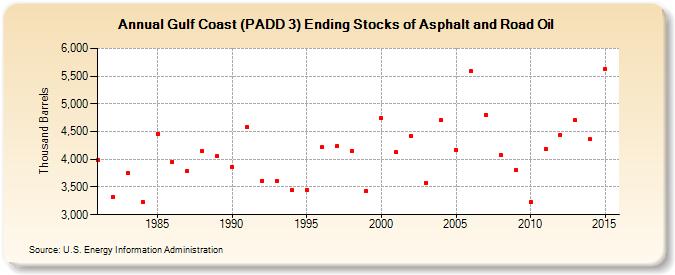 Annual Gulf Coast (PADD 3) Ending Stocks of Asphalt and Road Oil
Thousand Barrels
6,000
5,500
5,000
4,500
4,000
3,500
3,000
1985 1990 1995 2000 2005 2010 2015
Source: U.S. Energy Information Administration